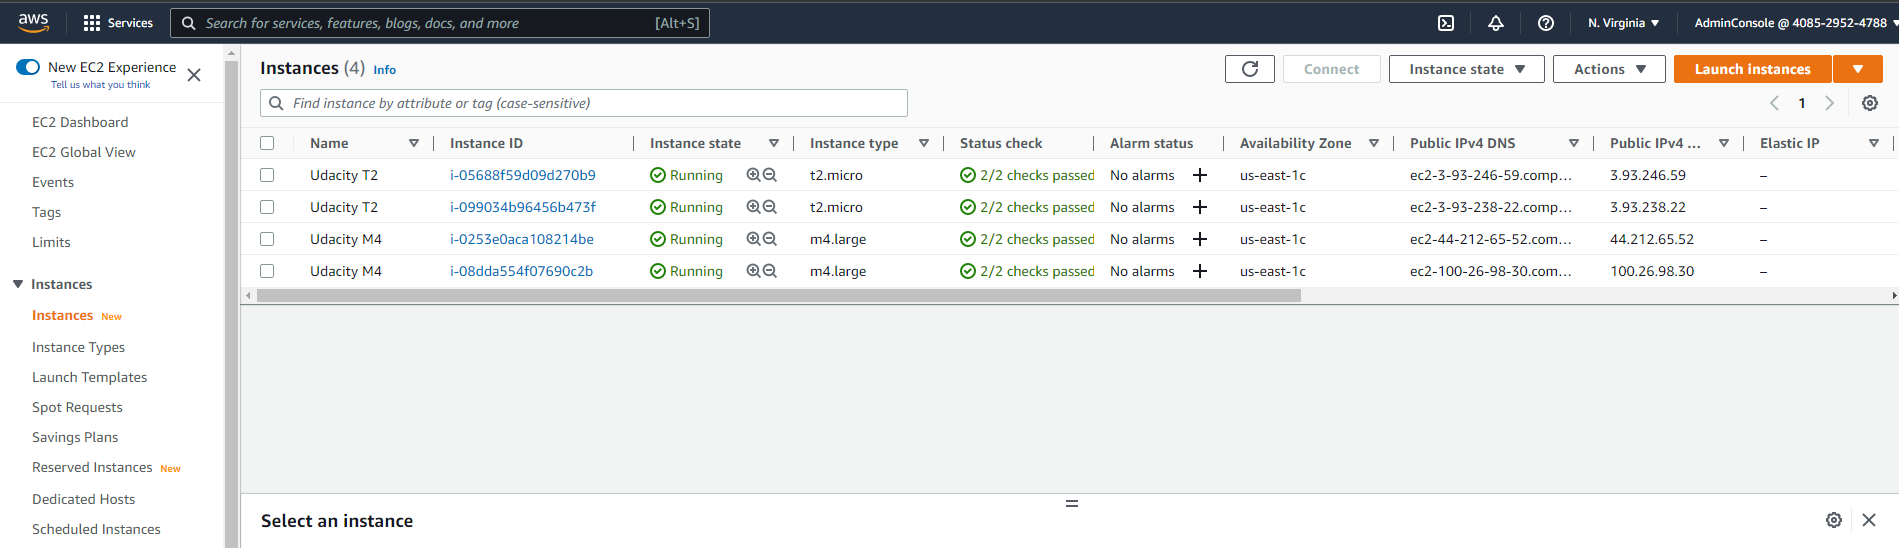 aws
Services
Search for services, features, blogs, docs, and more [Alt+S]
N. Virginia
AdminConsole @ 4085-2952-4788
New EC2 Experience
Tell us what you think
EC2 Dashboard
EC2 Global View
Events
Tags
Limits
Instances
Instances New
Instance Types
Launch Templates
Spot Requests
Savings Plans
Reserved Instances New
Dedicated Hosts
Scheduled Instances
Instances (4) Info
Connect
Instance state
Actions
Launch instances
Find instance by attribute or tag (case-sensitive)
1
Name Instance ID Instance state Instance type Status check Alarm status Availability Zone Public IPv4 DNS Public IPv4 ... Elastic IP
Udacity T2 i-05688f59d09d270b9 Running t2.micro 2/2 checks passed No alarms + us-east-1c ec2-3-93-246-59.comp... 3.93.246.59 –
Udacity T2 i-099034b96456b473f Running t2.micro 2/2 checks passed No alarms + us-east-1c ec2-3-93-238-22.comp... 3.93.238.22 –
Udacity M4 i-0253e0aca108214be Running m4.large 2/2 checks passed No alarms + us-east-1c ec2-44-212-65-52.com... 44.212.65.52 –
Udacity M4 i-08dda554f07690c2b Running m4.large 2/2 checks passed No alarms + us-east-1c ec2-100-26-98-30.com... 100.26.98.30 –
Select an instance